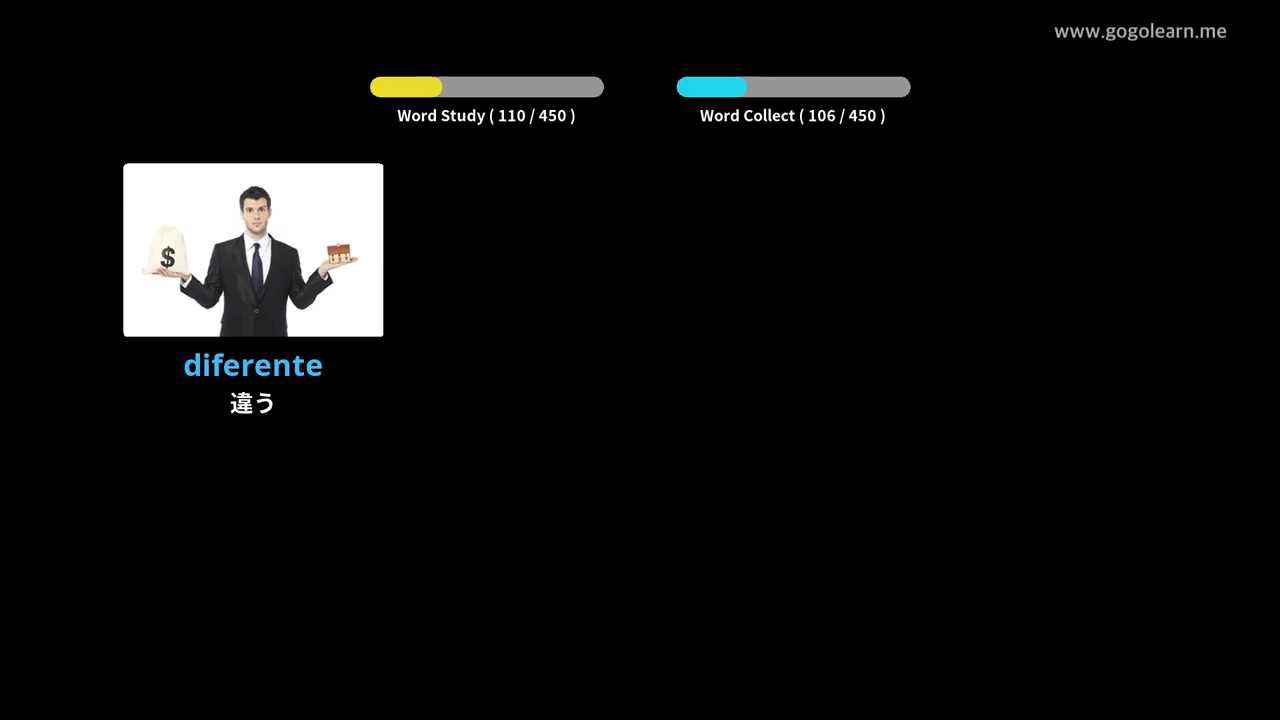 www.gogolearn.me
Word Study ( 110 / 450 )
Word Collect ( 106 / 450 )
$
diferente
違う